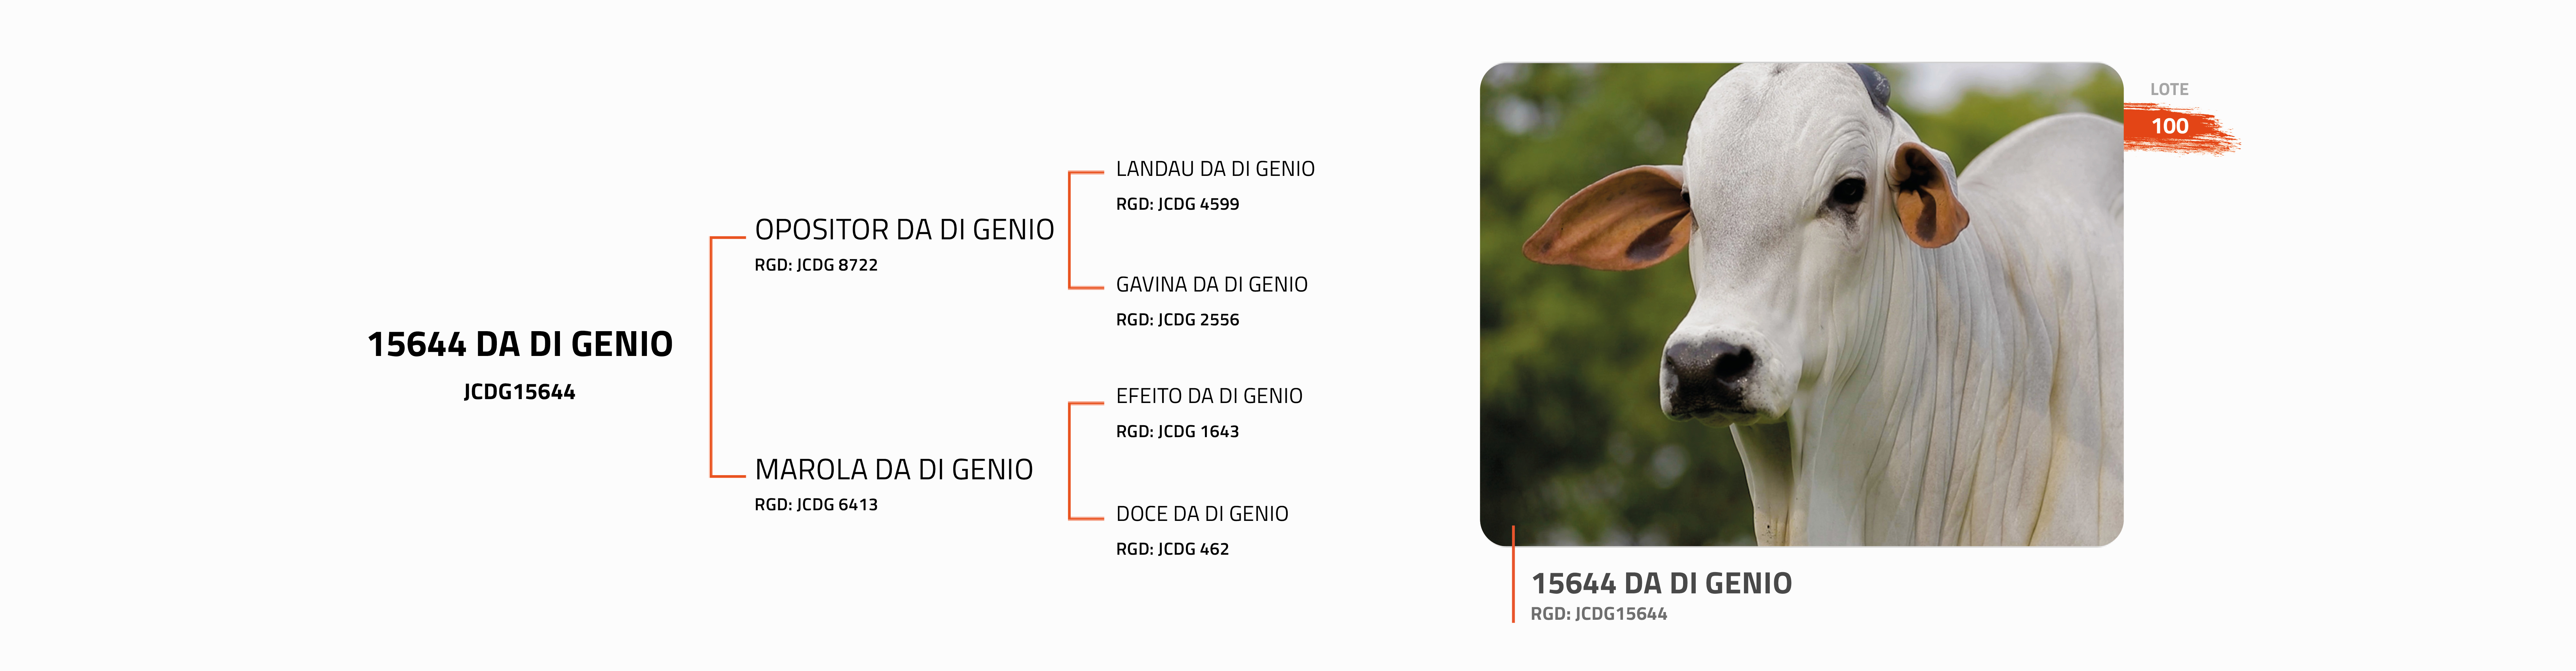 15644 DA DI GENIO
JCDG15644
OPOSITOR DA DI GENIO
RGD: JCDG 8722
MAROLA DA DI GENIO
RGD: JCDG 6413
LANDAU DA DI GENIO
RGD: JCDG 4599
GAVINA DA DI GENIO
RGD: JCDG 2556
EFEITO DA DI GENIO
RGD: JCDG 1643
DOCE DA DI GENIO
RGD: JCDG 462
LOTE
100
15644 DA DI GENIO
RGD: JCDG15644